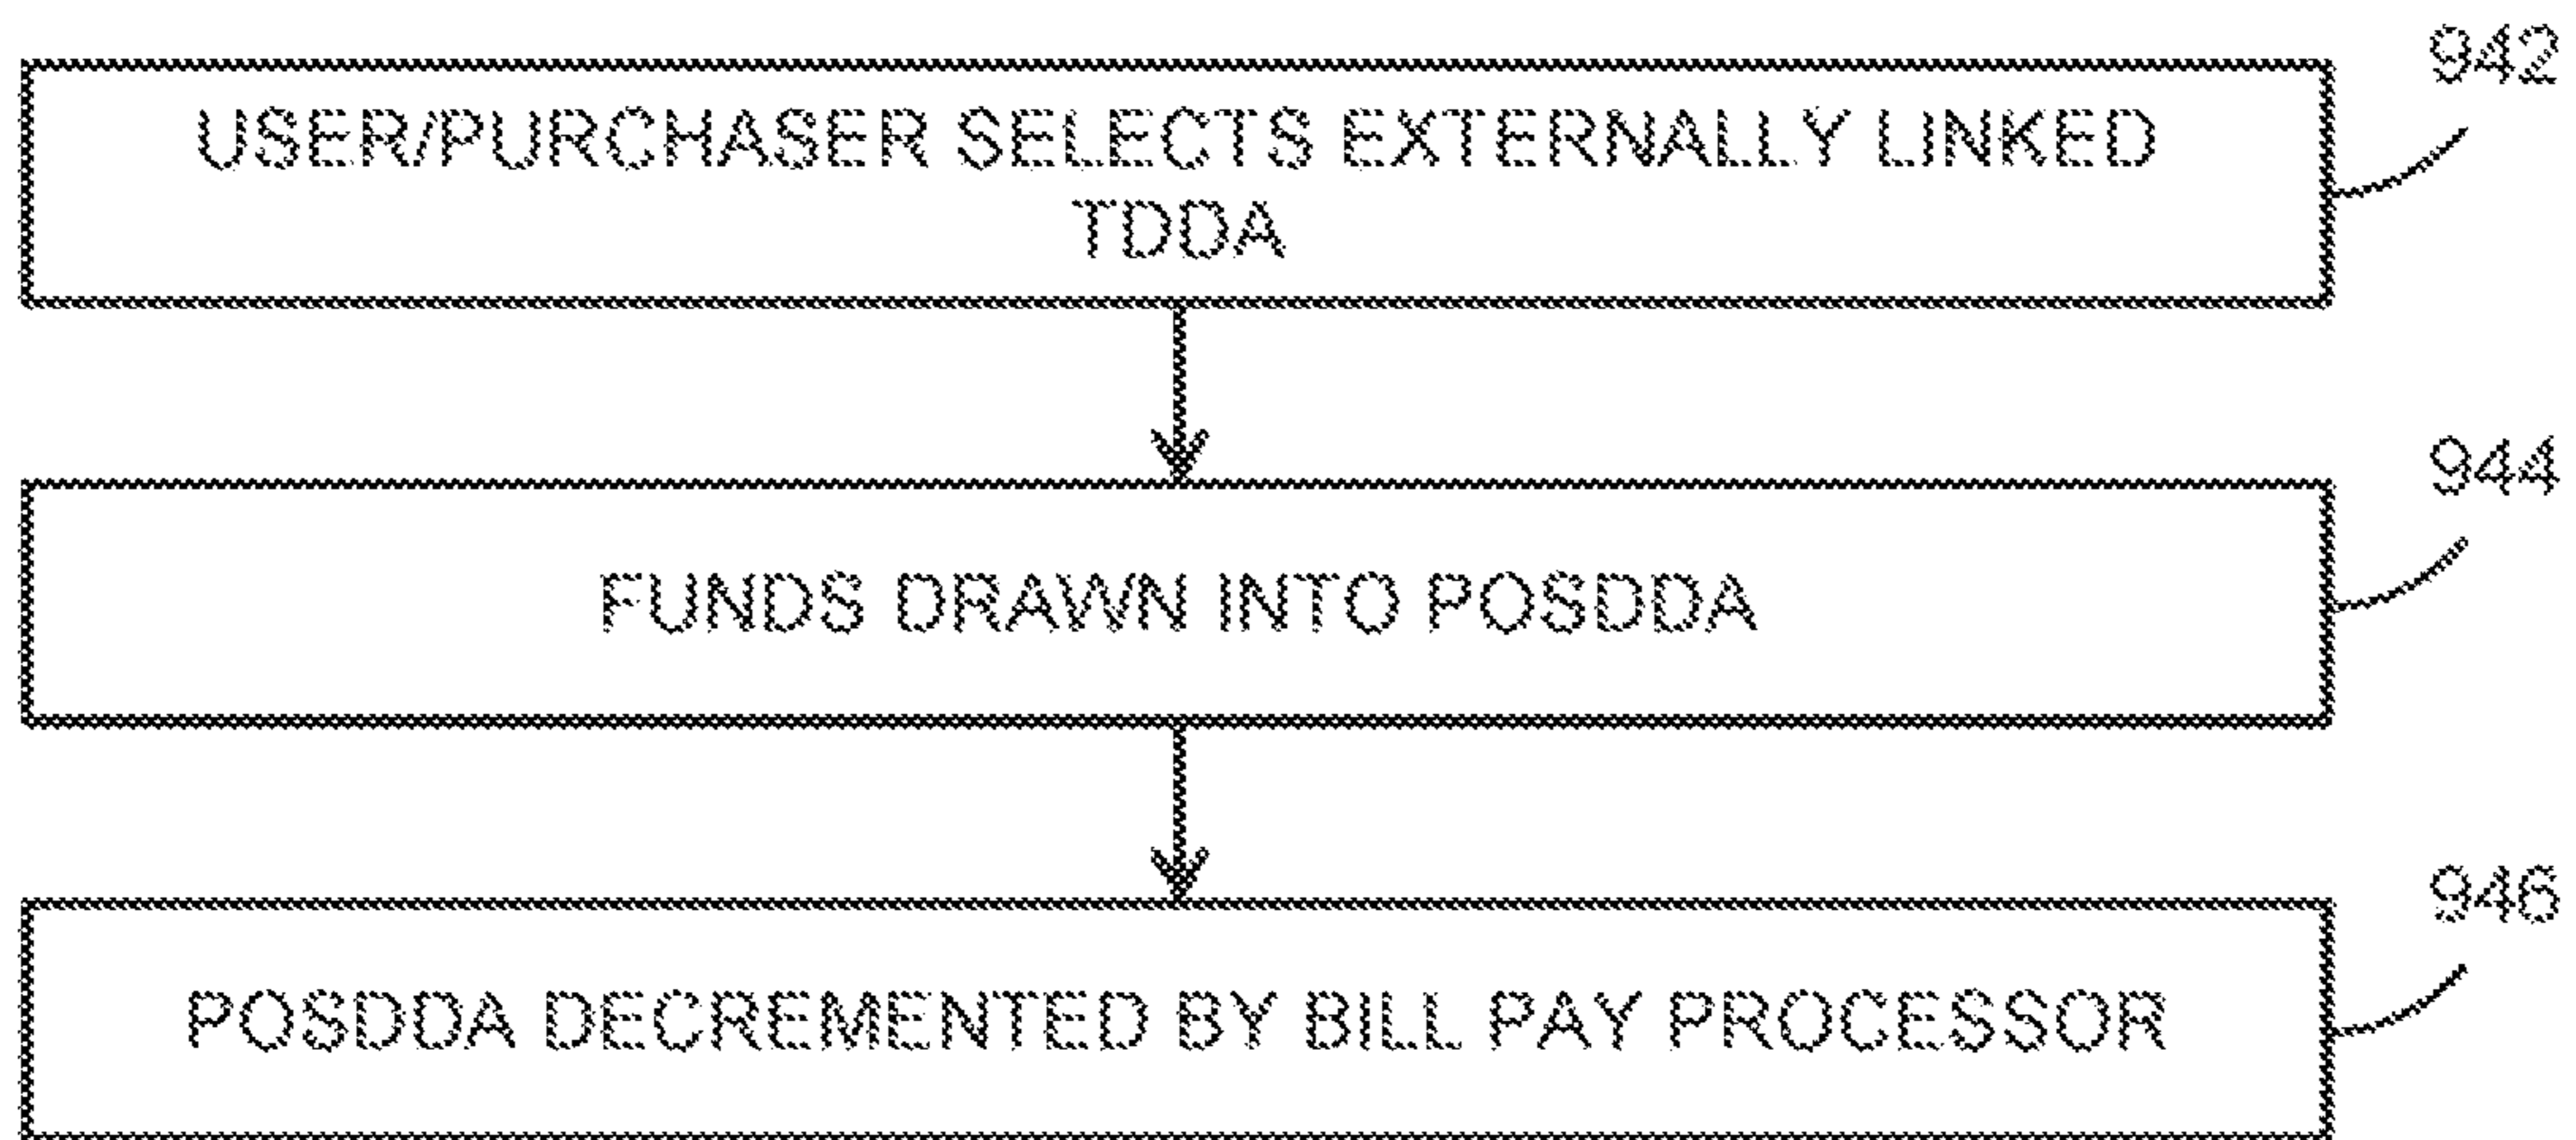 942
USER/PURCHASER SELECTS EXTERNALLY LINKED
TDDA
944
FUNDS DRAWN INTO POSDDA
946
POSDDA DECREMENTED BY BILL PAY PROCESSOR